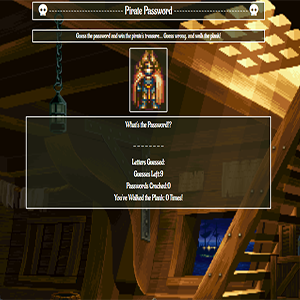 Pirate Password
Guess the password and win the pirate's treasure... Guess wrong, and walk the plank!
What's the Password!?
_ _ _ _ _ _ _ _
Letters Guessed:
Guesses Left:9
Passwords Cracked:0
You've Walked the Plank: 0 Times!